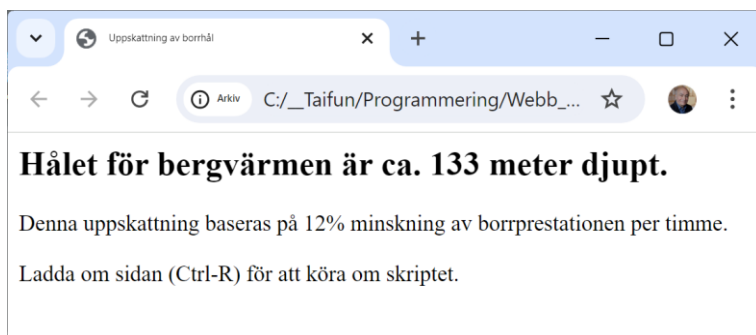 Uppskattning av borrhål
Arkiv C:/__Taifun/Programmering/Webb_...
Hålet för bergvärmen är ca. 133 meter djupt.
Denna uppskattning baseras på 12% minskning av borrprestationen per timme.
Ladda om sidan (Ctrl-R) för att köra om skriptet.